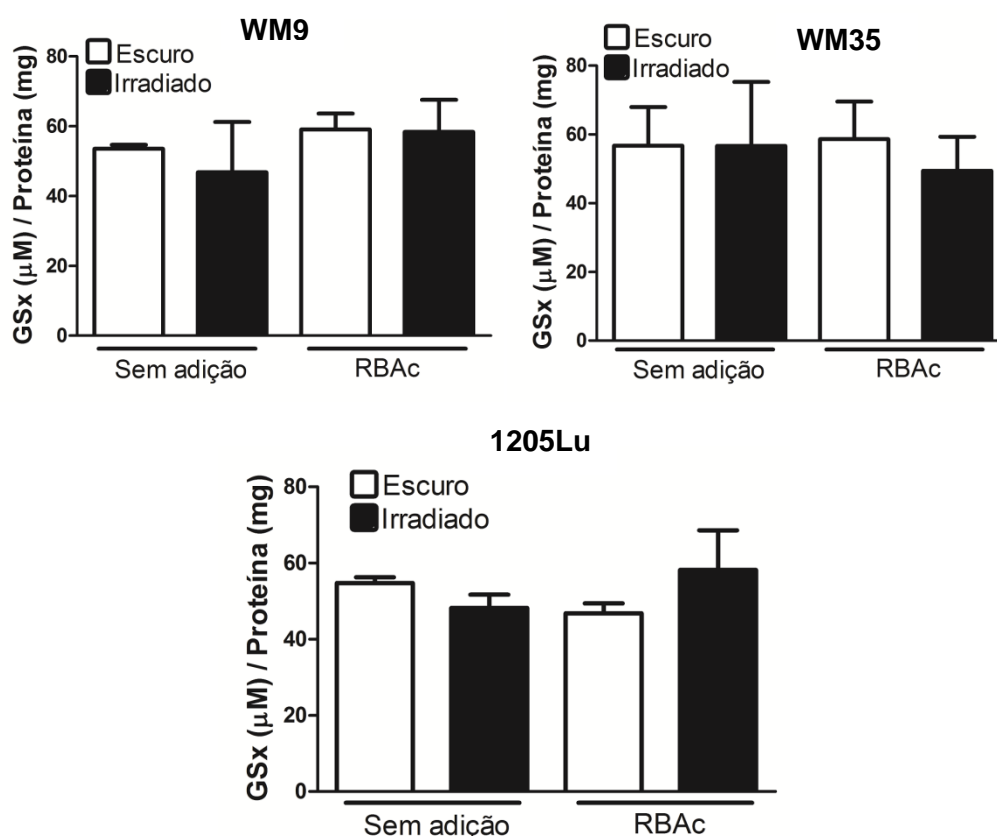 WM9
Escuro
Irradiado
GSx (μM) / Proteína (mg)
80
60
40
20
0
Sem adição RBAc
WM35
Escuro
Irradiado
GSx (μM) / Proteína (mg)
80
60
40
20
0
Sem adição RBAc
1205Lu
Escuro
Irradiado
GSx (μM) / Proteína (mg)
80
60
40
20
0
Sem adição RBAc